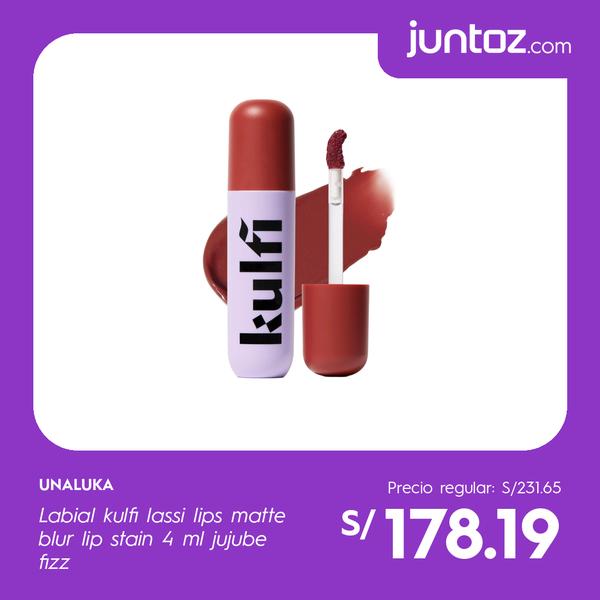 juntoz.com
kulfi
UNALUKA
Labial kulfi lassi lips matte
blur lip stain 4 ml jujube
fizz
Precio regular: S/231.65
S/178.19